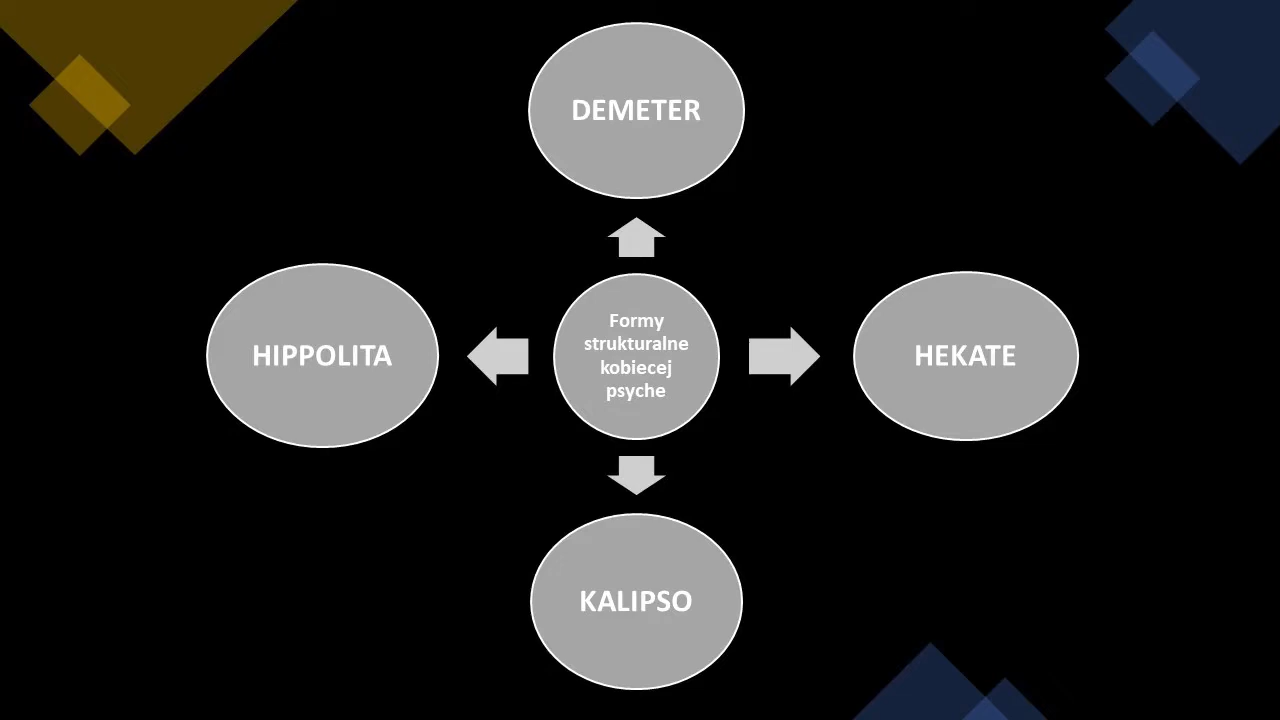 DEMETER
HIPPOLITA
Formy
strukturalne
kobiecej
psyche
HEKATE
KALIPSO